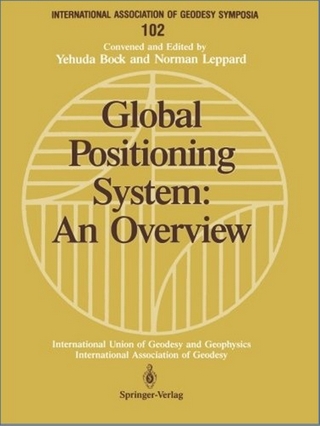 INTERNATIONAL ASSOCIATION OF GEODESY SYMPOSIA
102
Convened and Edited by
Yehuda Bock and Norman Leppard
Global
Positioning
System:
An Overview
International Union of Geodesy and Geophysics
International Association of Geodesy
Springer-Verlag